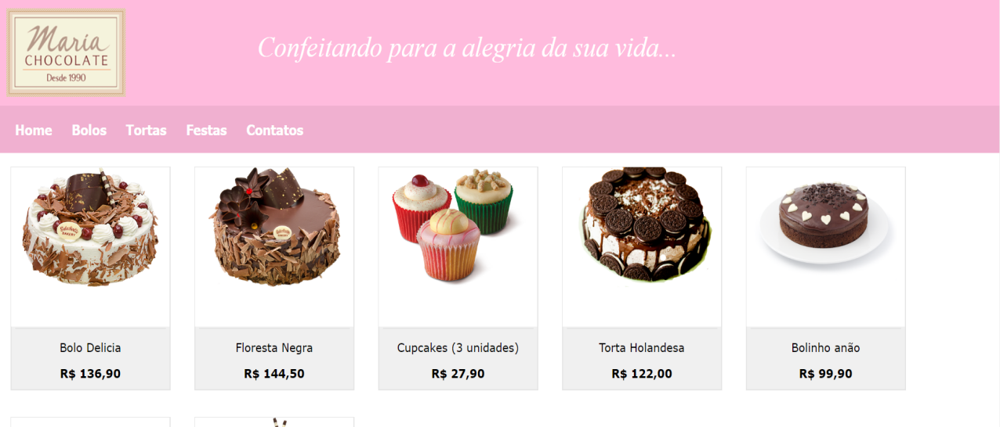 Maria
CHOCOLATE
Desde 1990
Confeitando para a alegria da sua vida...
Home Bolos Tortas Festas Contatos
BAKERY
Bolo Delicia
R$ 136,90
Floresta Negra
R$ 144,50
Cupcakes (3 unidades)
R$ 27,90
Torta Holandesa
R$ 122,00
Bolinho anão
R$ 99,90